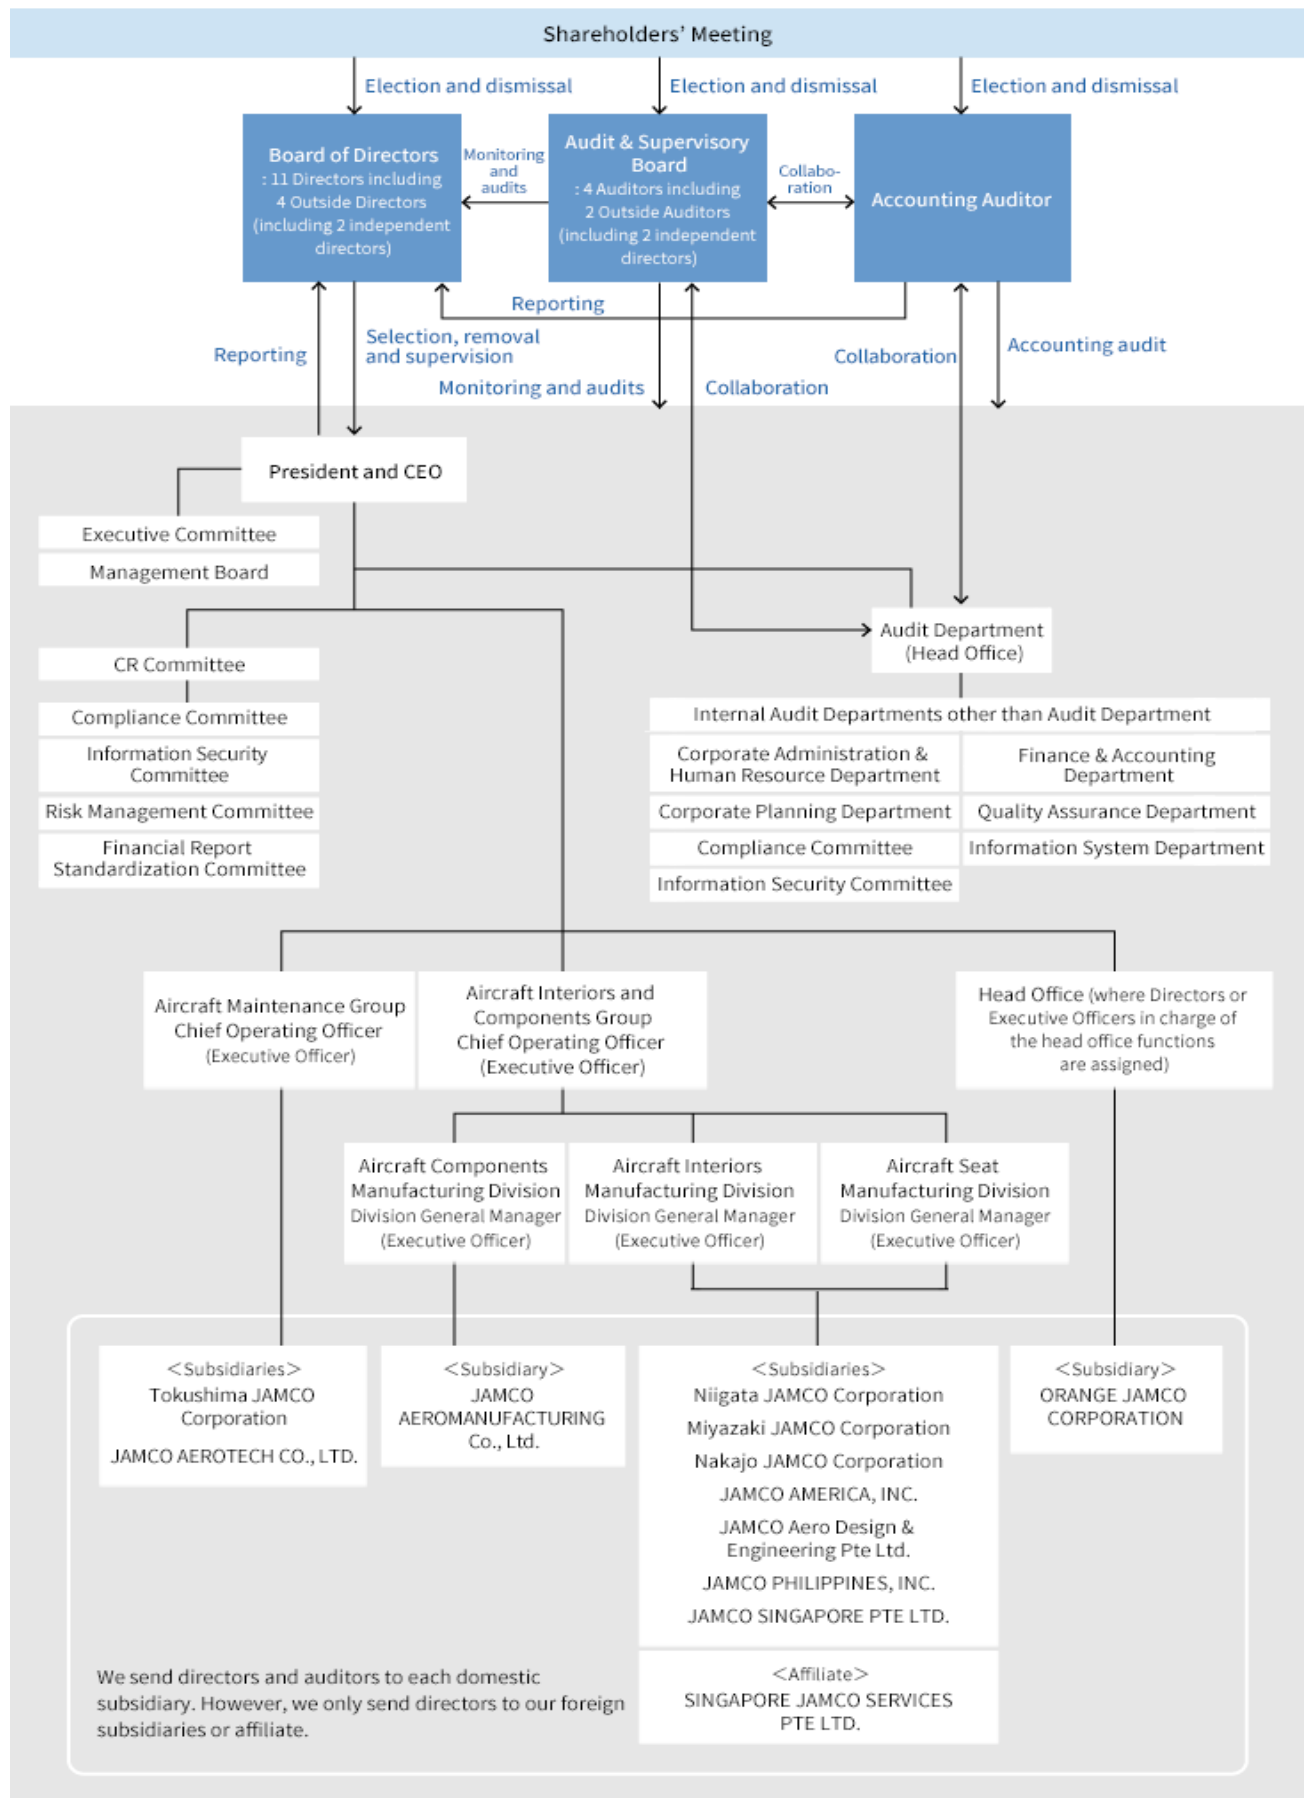 Shareholders' Meeting
Election and dismissal
Election and dismissal
Election and dismissal
Board of Directors
: 11 Directors including
4 Outside Directors
(including 2 independent
directors)
Monitoring
and
audits
Audit & Supervisory
Board
: 4 Auditors including
2 Outside Auditors
(including 2 independent
directors)
Collabo-
ration
Accounting Auditor
Reporting
Reporting
Selection, removal
and supervision
Monitoring and audits
Collaboration
Collaboration
Accounting audit
President and CEO
Executive Committee
Management Board
CR Committee
Compliance Committee
Information Security
Committee
Risk Management Committee
Financial Report
Standardization Committee
Audit Department
(Head Office)
Internal Audit Departments other than Audit Department
Corporate Administration &
Human Resource Department
Finance & Accounting
Department
Corporate Planning Department
Quality Assurance Department
Compliance Committee
Information System Department
Information Security Committee
Aircraft Maintenance Group
Chief Operating Officer
(Executive Officer)
Aircraft Interiors and
Components Group
Chief Operating Officer
(Executive Officer)
Head Office (where Directors or
Executive Officers in charge of
the head office functions
are assigned)
Aircraft Components
Manufacturing Division
Division General Manager
(Executive Officer)
Aircraft Interiors
Manufacturing Division
Division General Manager
(Executive Officer)
Aircraft Seat
Manufacturing Division
Division General Manager
(Executive Officer)
<Subsidiaries>
Tokushima JAMCO
Corporation
JAMCO AEROTECH CO., LTD.
<Subsidiary>
JAMCO
AEROMANUFACTURING
Co., Ltd.
<Subsidiaries>
Niigata JAMCO Corporation
Miyazaki JAMCO Corporation
Nakajo JAMCO Corporation
JAMCO AMERICA, INC.
JAMCO Aero Design &
Engineering Pte Ltd.
JAMCO PHILIPPINES, INC.
JAMCO SINGAPORE PTE LTD.
<Subsidiary>
ORANGE JAMCO
CORPORATION
<Affiliate>
SINGAPORE JAMCO SERVICES
PTE LTD.
We send directors and auditors to each domestic
subsidiary. However, we only send directors to our foreign
subsidiaries or affiliate.